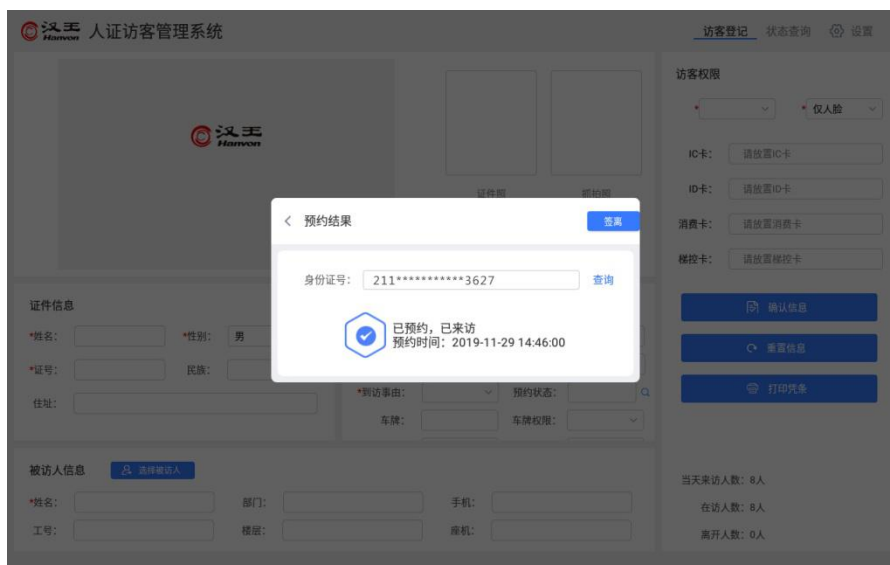 汉王 Hanvon 人证访客管理系统
访客登记 状态查询 设置
汉王
Hanvon
证件照 抓拍照
访客权限
* * 仅人脸
IC卡： 请放置IC卡
ID卡： 请放置ID卡
消费卡： 请放置消费卡
梯控卡： 请放置梯控卡
确认信息
重置信息
打印凭条
预约结果 签离
身份证号： 211***********3627 查询
已预约，已来访
预约时间：2019-11-29 14:46:00
证件信息
*姓名： *性别： 男
*证号： 民族：
住址：
*到访事由： 预约状态：
车牌： 车牌权限：
被访人信息 选择被访人
*姓名： 部门： 手机：
工号： 楼层： 座机：
当天来访人数：8人
在访人数：8人
离开人数：0人